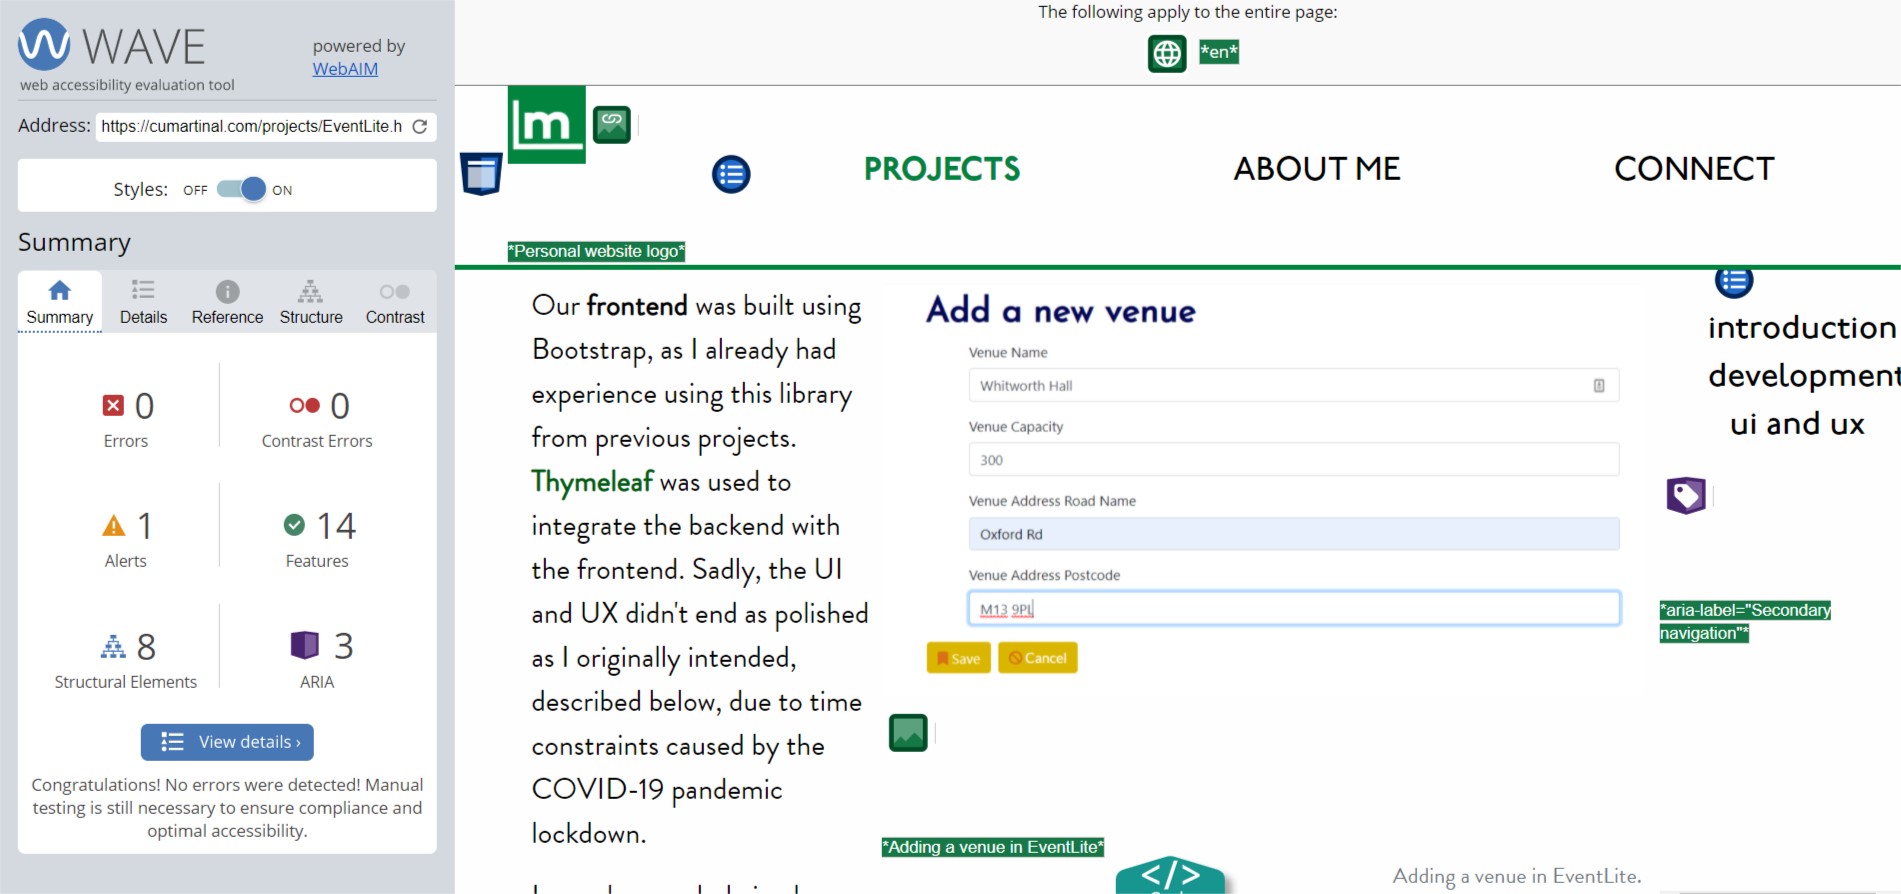 WAVE
powered by
WebAIM
web accessibility evaluation tool
Address: https://cumartinal.com/projects/EventLite.h
Styles: OFF ON
Summary
Summary Details Reference Structure Contrast
0
Errors
0
Contrast Errors
1
Alerts
14
Features
8
Structural Elements
3
ARIA
View details ›
Congratulations! No errors were detected! Manual
testing is still necessary to ensure compliance and
optimal accessibility.
The following apply to the entire page:
*en*
m
PROJECTS ABOUT ME CONNECT
*Personal website logo*
Our frontend was built using
Bootstrap, as I already had
experience using this library
from previous projects.
Thymeleaf was used to
integrate the backend with
the frontend. Sadly, the UI
and UX didn't end as polished
as I originally intended,
described below, due to time
constraints caused by the
COVID-19 pandemic
lockdown.
Add a new venue
Venue Name
Whitworth Hall
Venue Capacity
300
Venue Address Road Name
Oxford Rd
Venue Address Postcode
M13 9PL
Save Cancel
*Adding a venue in EventLite*
</>
Adding a venue in EventLite.
introduction
development
ui and ux
*aria-label="Secondary
navigation"*